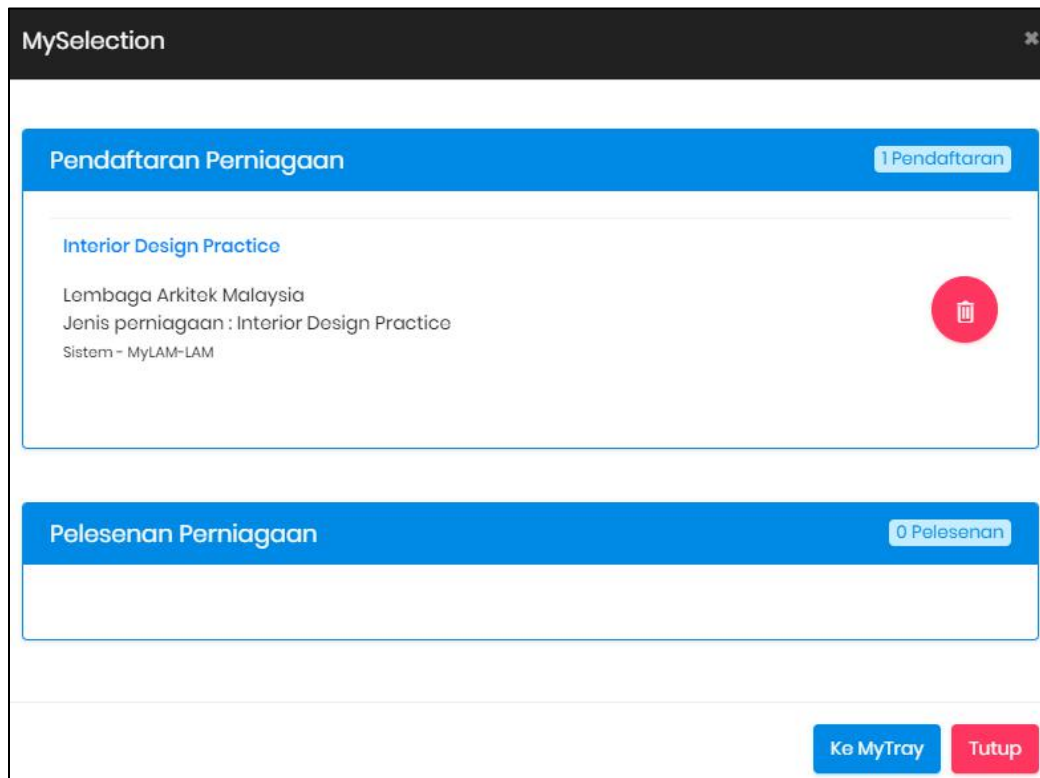 MySelection
Pendaftaran Perniagaan
1 Pendaftaran
Interior Design Practice
Lembaga Arkitek Malaysia
Jenis perniagaan : Interior Design Practice
Sistem - MyLAM-LAM
Pelesenan Perniagaan
0 Pelesenan
Ke MyTray
Tutup